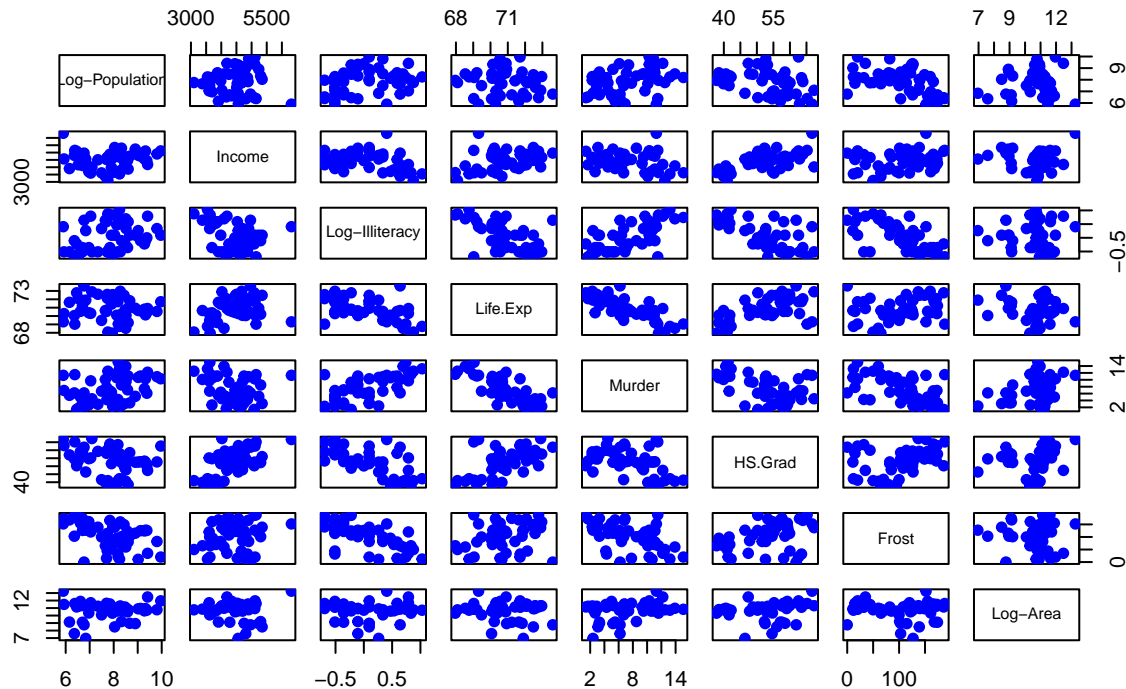 3000 5500 68 71 40 55 7 9 12
Log−Population
6 9
3000
Income
Log−Illiteracy
−0.5
68 73
Life.Exp
Murder
2 14
40
HS.Grad
Frost
0
7 12
Log−Area
6 8 10 −0.5 0.5 2 8 14 0 100